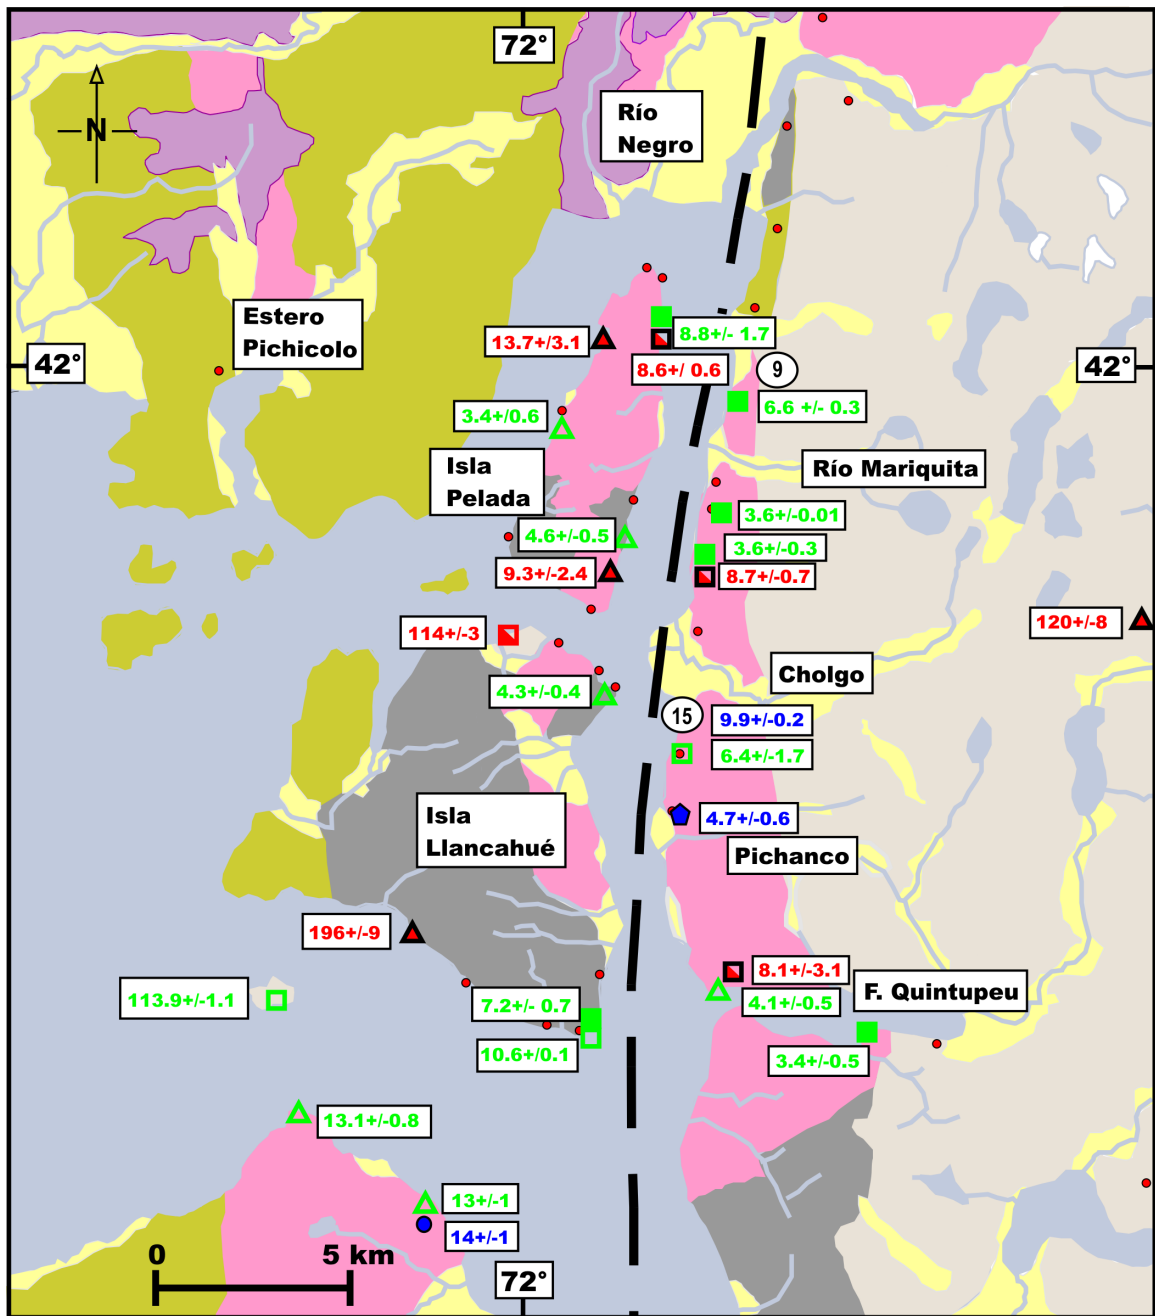 72°
N
Río
Negro
Estero
Pichicolo
42°
42°
13.7+/3.1
8.8+/- 1.7
8.6+/ 0.6
9
3.4+/0.6
6.6 +/- 0.3
Isla
Pelada
Río Mariquita
4.6+/-0.5
3.6+/-0.01
3.6+/-0.3
9.3+/-2.4
8.7+/-0.7
114+/-3
120+/-8
4.3+/-0.4
Cholgo
15
9.9+/-0.2
6.4+/-1.7
Isla
Llancahué
4.7+/-0.6
Pichanco
196+/-9
8.1+/-3.1
113.9+/-1.1
7.2+/- 0.7
4.1+/-0.5
F. Quintupeu
10.6+/0.1
3.4+/-0.5
13.1+/-0.8
13+/-1
14+/-1
0
5 km
72°